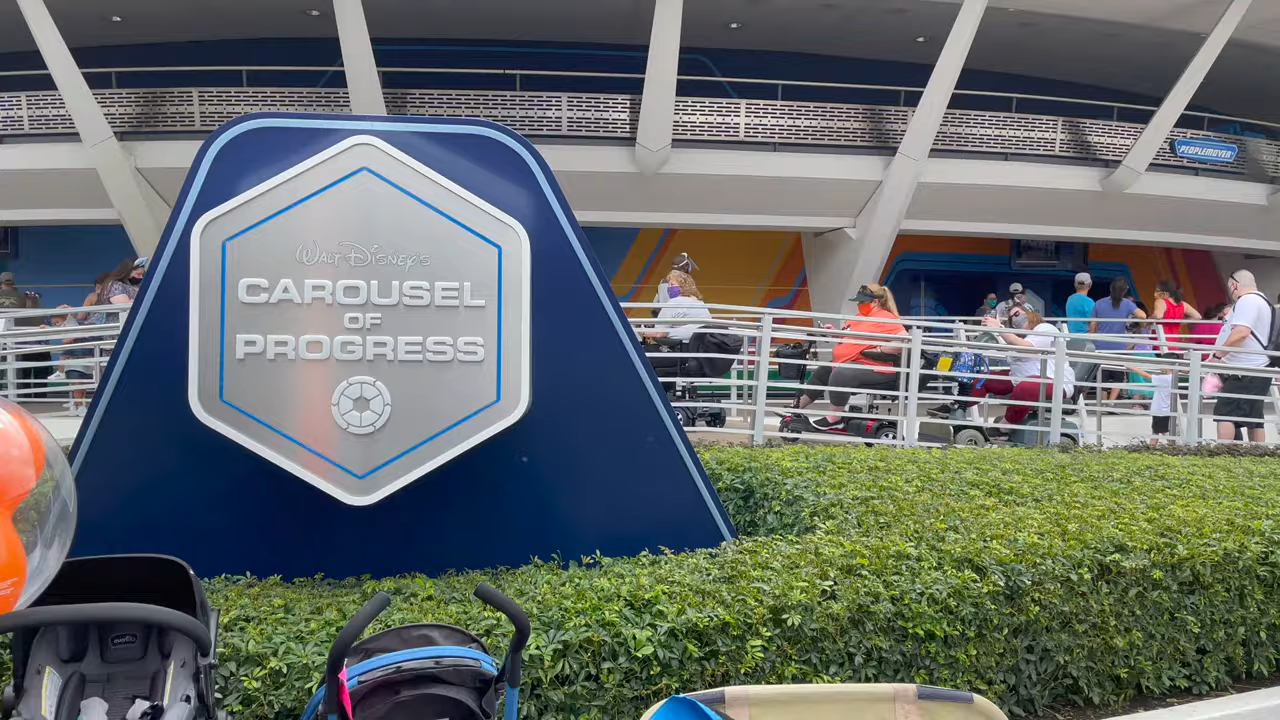 Walt Disney's
CAROUSEL
OF
PROGRESS
PEOPLEMOVER
evenflo